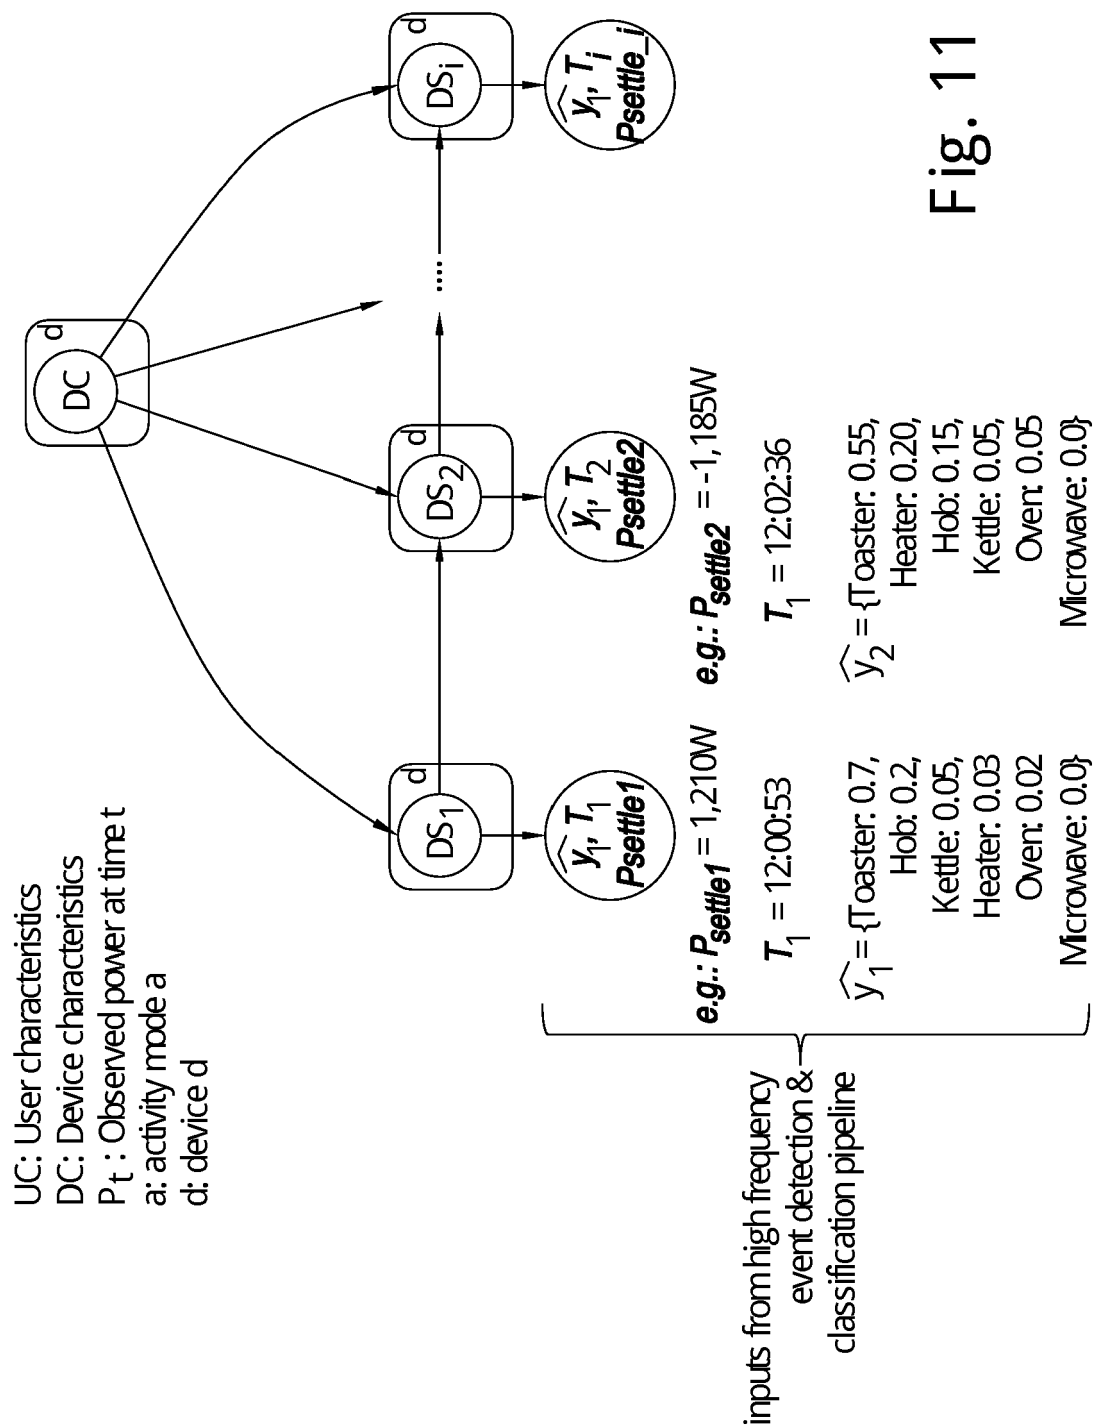 UC: User characteristics
DC: Device characteristics
Pt : Observed power at time t
a: activity mode a
d: device d
DC
d
DS1
d
DS2
d
....
DSi
d
ŷ1, T1
Psettle1
ŷ1, T2
Psettle2
ŷ1, Ti
Psettle_i
inputs from high frequency
event detection &
classification pipeline
e.g.: Psettle1 = 1,210W
T1 = 12:00:53
ŷ1 = {Toaster: 0.7,
Hob: 0.2,
Kettle: 0.05,
Heater: 0.03
Oven: 0.02
Microwave: 0.0}
e.g.: Psettle2 = -1,185W
T1 = 12:02:36
ŷ2 = {Toaster: 0.55,
Heater: 0.20,
Hob: 0.15,
Kettle: 0.05,
Oven: 0.05
Microwave: 0.0}
Fig. 11